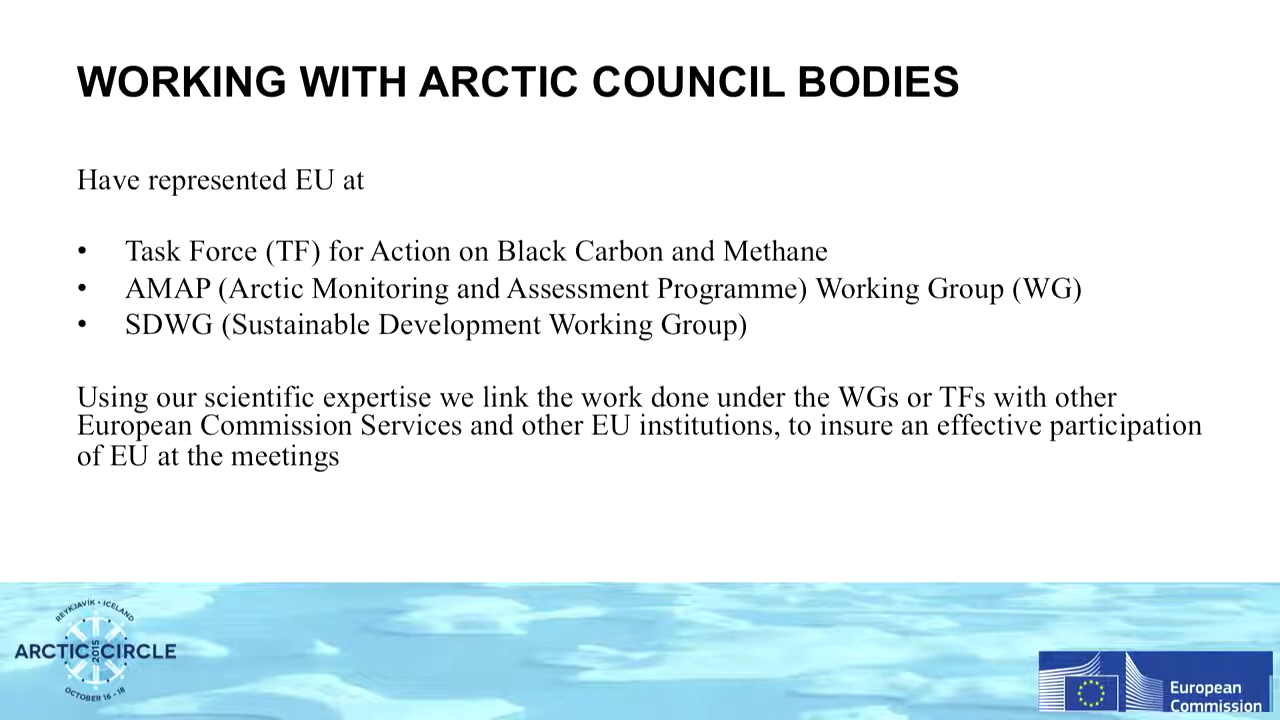 WORKING WITH ARCTIC COUNCIL BODIES
Have represented EU at
• Task Force (TF) for Action on Black Carbon and Methane
• AMAP (Arctic Monitoring and Assessment Programme) Working Group (WG)
• SDWG (Sustainable Development Working Group)
Using our scientific expertise we link the work done under the WGs or TFs with other
European Commission Services and other EU institutions, to insure an effective participation
of EU at the meetings
REYKJAVÍK • ICELAND
ARCTIC CIRCLE
2015
OCTOBER 16 - 18
European
Commission